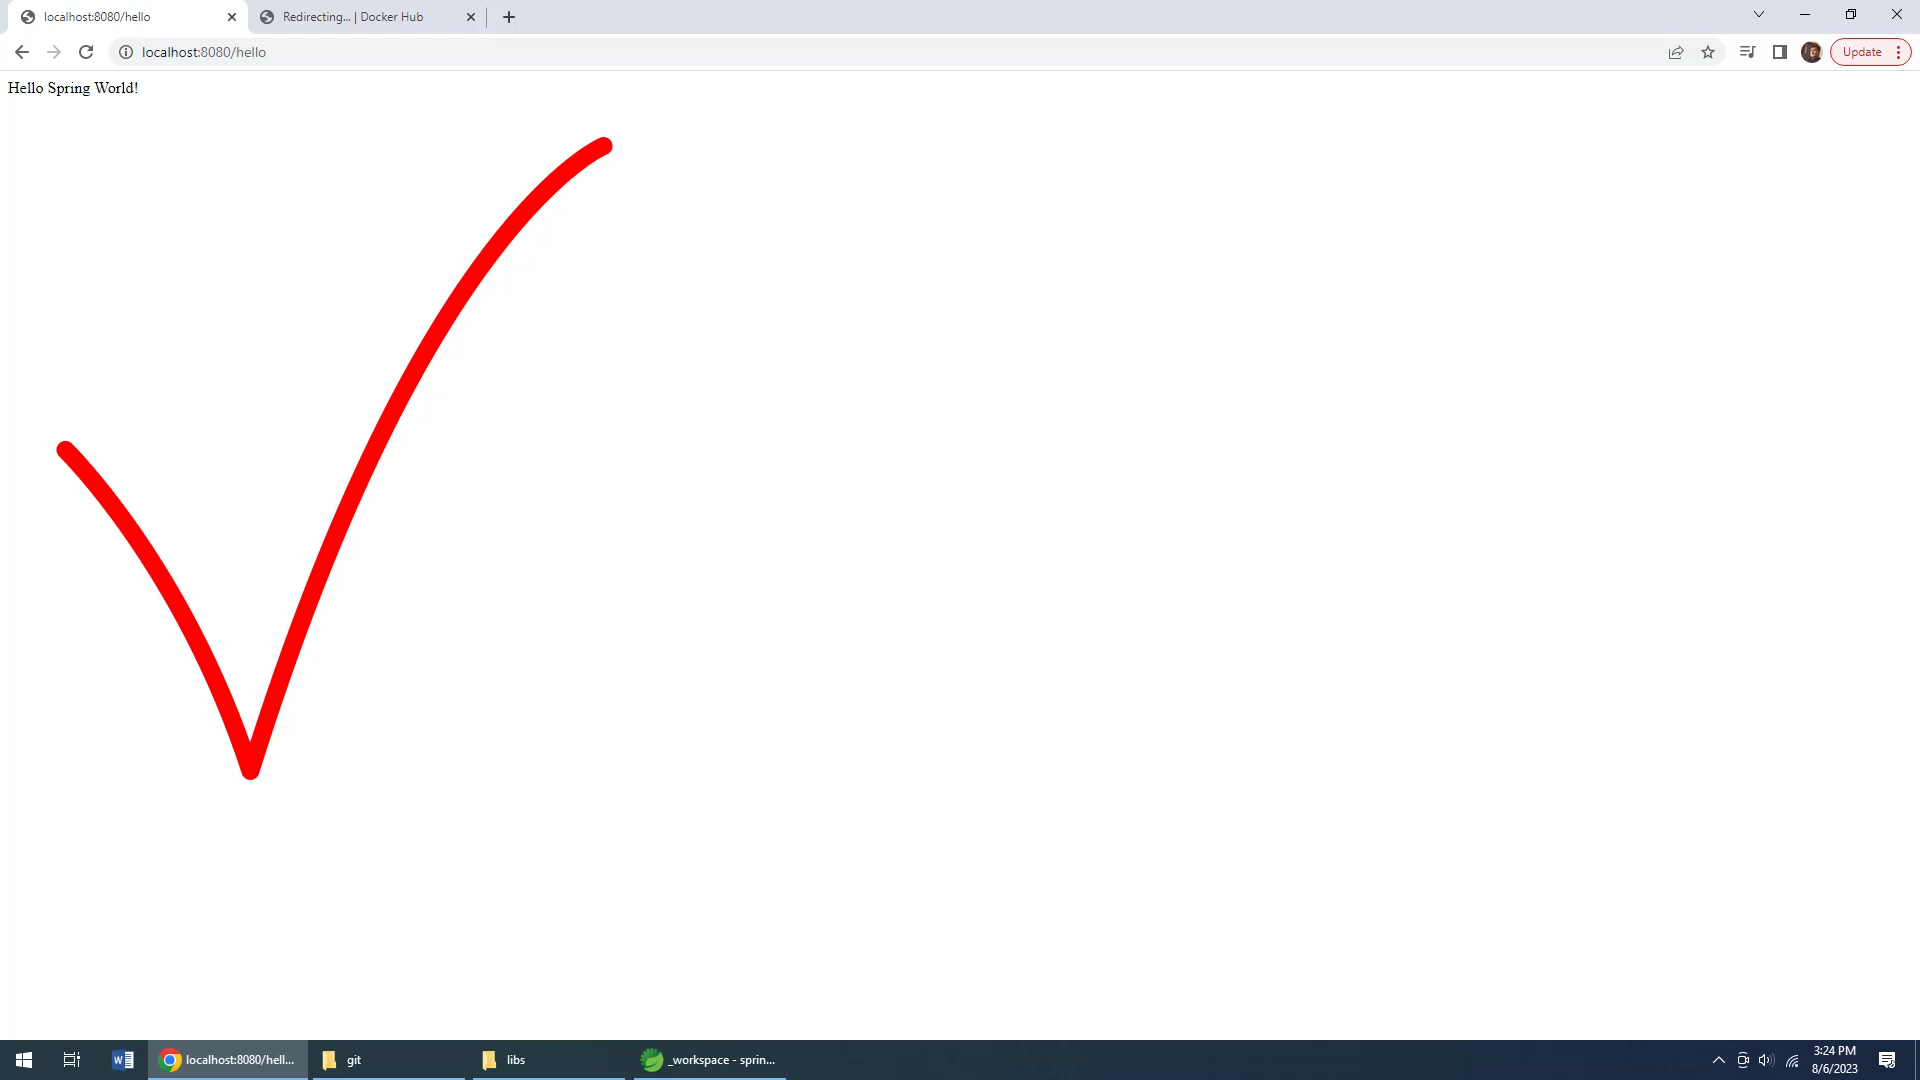 localhost:8080/hello
Redirecting... | Docker Hub
localhost:8080/hello
Update
Hello Spring World!
localhost:8080/hell...
git
libs
_workspace - sprin...
3:24 PM
8/6/2023